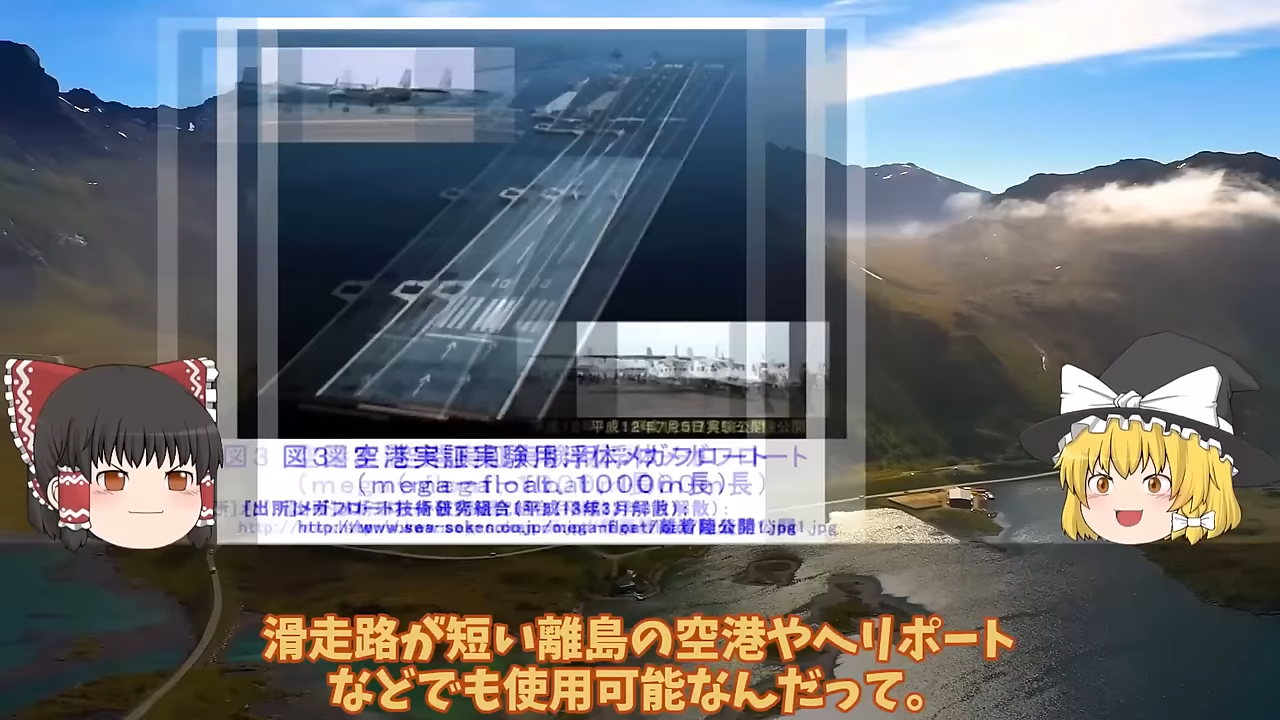 平成12年7月5日実験公開
図3 空港実証実験用浮体メガフロート
(mega-float、1000m長)
[出所]メガフロート技術研究組合(平成13年3月解散):
http://www.sea-soken.co.jp/mega-float/離着陸公開1.jpg
滑走路が短い離島の空港やヘリポート
などでも使用可能なんだって。